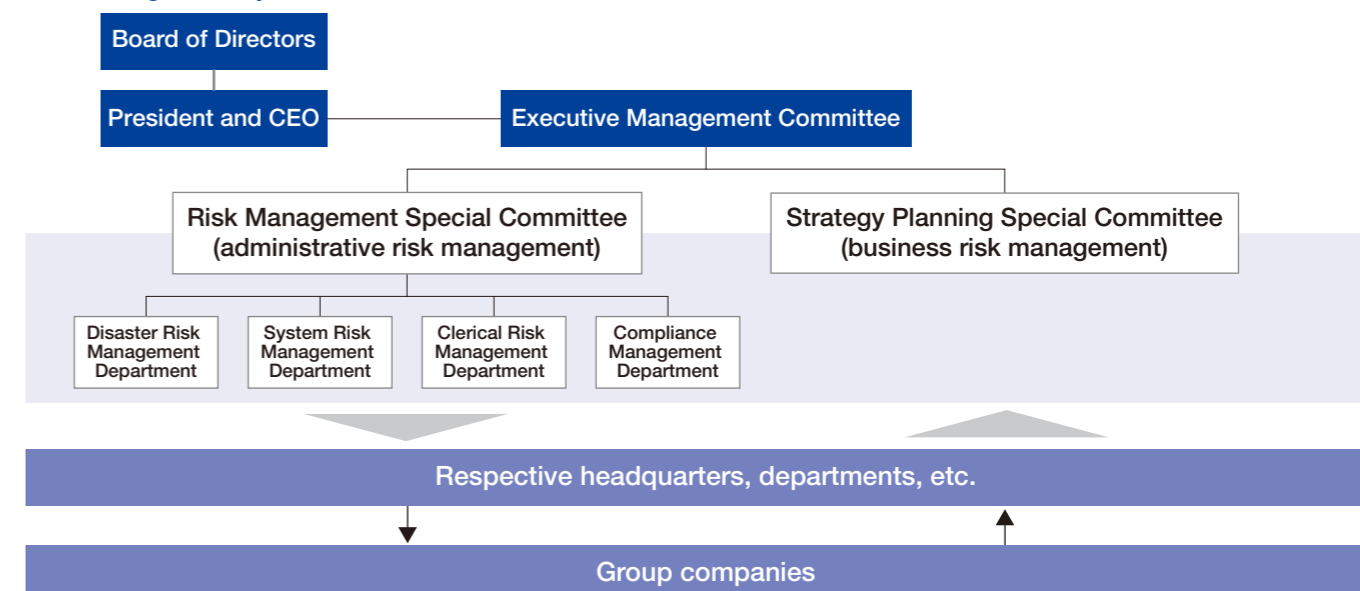 Board of Directors
President and CEO
Executive Management Committee
Risk Management Special Committee
(administrative risk management)
Strategy Planning Special Committee
(business risk management)
Disaster Risk
Management
Department
System Risk
Management
Department
Clerical Risk
Management
Department
Compliance
Management
Department
Respective headquarters, departments, etc.
Group companies